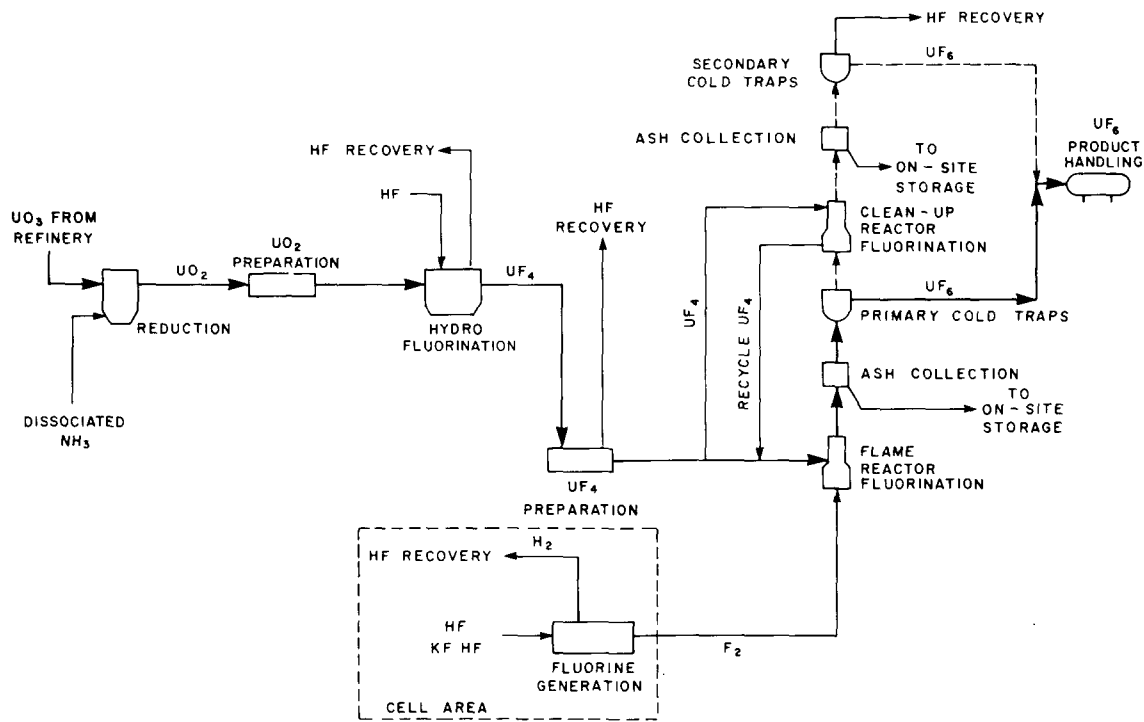 HF RECOVERY
UF₆
SECONDARY
COLD TRAPS
ASH COLLECTION
TO
ON-SITE
STORAGE
UF₆
PRODUCT
HANDLING
HF RECOVERY
HF
HF
RECOVERY
CLEAN-UP
REACTOR
FLUORINATION
UO₃ FROM
REFINERY
UO₂
UO₂
PREPARATION
UF₄
REDUCTION
HYDRO
FLUORINATION
DISSOCIATED
NH₃
UF₄
RECYCLE UF₄
UF₆
PRIMARY COLD TRAPS
ASH COLLECTION
TO
ON-SITE
STORAGE
FLAME
REACTOR
FLUORINATION
UF₄
PREPARATION
H₂
HF RECOVERY
HF
KF HF
F₂
FLUORINE
GENERATION
CELL AREA